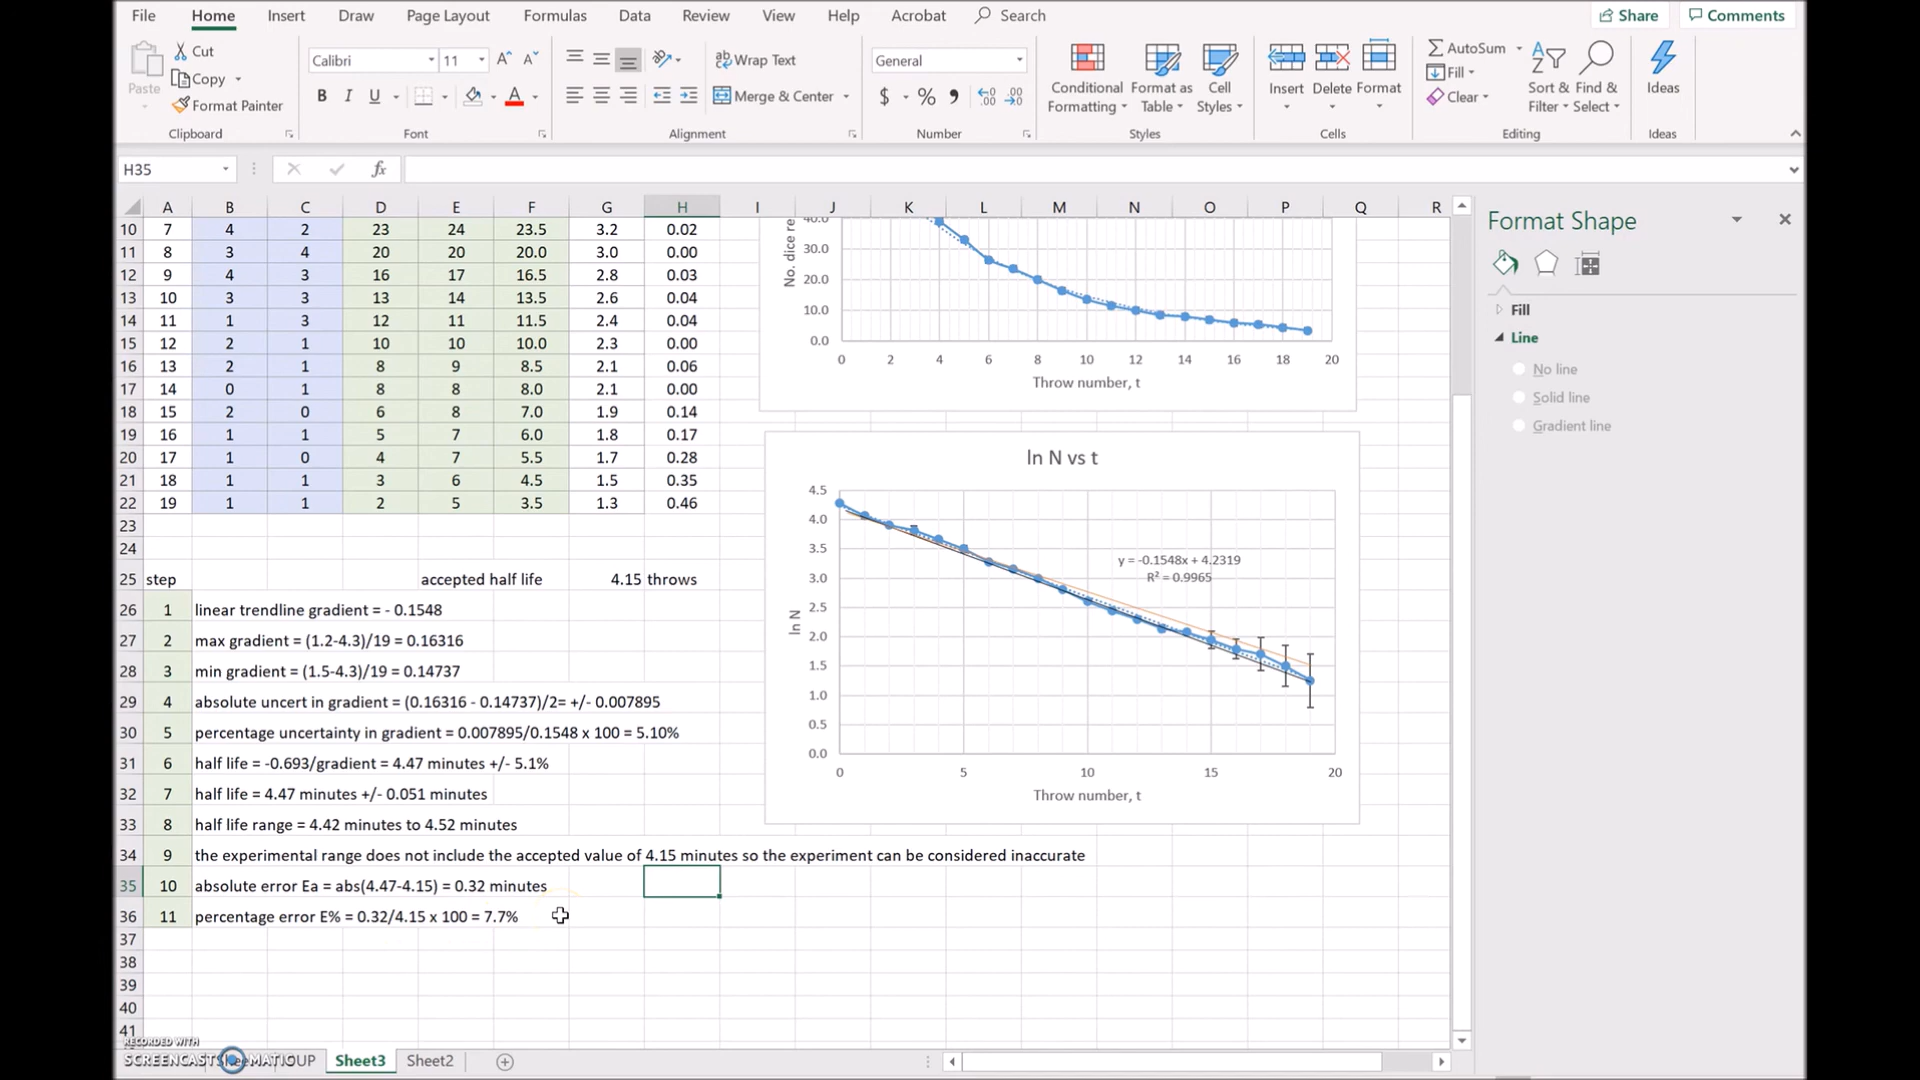 File Home Insert Draw Page Layout Formulas Data Review View Help Acrobat Search Share Comments
Paste Cut Copy Format Painter Clipboard
Calibri 11 A A B I U A Font
Wrap Text Merge & Center Alignment
General $ % Number
Conditional Formatting Format as Table Cell Styles Styles
Insert Delete Format Cells
AutoSum Fill Clear Sort & Filter Find & Select Editing
Ideas Ideas
H35 fx
A B C D E F G H I J K L M N O P Q R
10 7 4 2 23 24 23.5 3.2 0.02
11 8 3 4 20 20 20.0 3.0 0.00
12 9 4 3 16 17 16.5 2.8 0.03
13 10 3 3 13 14 13.5 2.6 0.04
14 11 1 3 12 11 11.5 2.4 0.04
15 12 2 1 10 10 10.0 2.3 0.00
16 13 2 1 8 9 8.5 2.1 0.06
17 14 0 1 8 8 8.0 2.1 0.00
18 15 2 0 6 8 7.0 1.9 0.14
19 16 1 1 5 7 6.0 1.8 0.17
20 17 1 0 4 7 5.5 1.7 0.28
21 18 1 1 3 6 4.5 1.5 0.35
22 19 1 1 2 5 3.5 1.3 0.46
23
24
25 step accepted half life 4.15 throws
26 1 linear trendline gradient = - 0.1548
27 2 max gradient = (1.2-4.3)/19 = 0.16316
28 3 min gradient = (1.5-4.3)/19 = 0.14737
29 4 absolute uncert in gradient = (0.16316 - 0.14737)/2= +/- 0.007895
30 5 percentage uncertainty in gradient = 0.007895/0.1548 x 100 = 5.10%
31 6 half life = -0.693/gradient = 4.47 minutes +/- 5.1%
32 7 half life = 4.47 minutes +/- 0.051 minutes
33 8 half life range = 4.42 minutes to 4.52 minutes
34 9 the experimental range does not include the accepted value of 4.15 minutes so the experiment can be considered inaccurate
35 10 absolute error Ea = abs(4.47-4.15) = 0.32 minutes
36 11 percentage error E% = 0.32/4.15 x 100 = 7.7%
37
38
39
40
41
No. dice re
40.0
30.0
20.0
10.0
0.0
0 2 4 6 8 10 12 14 16 18 20
Throw number, t
ln N vs t
ln N
4.5
4.0
3.5
3.0
2.5
2.0
1.5
1.0
0.5
0.0
y = -0.1548x + 4.2319
R² = 0.9965
0 5 10 15 20
Throw number, t
Format Shape
Fill
Line
No line
Solid line
Gradient line
RECORDED WITH
SCREENCAST MATIC OUP Sheet3 Sheet2